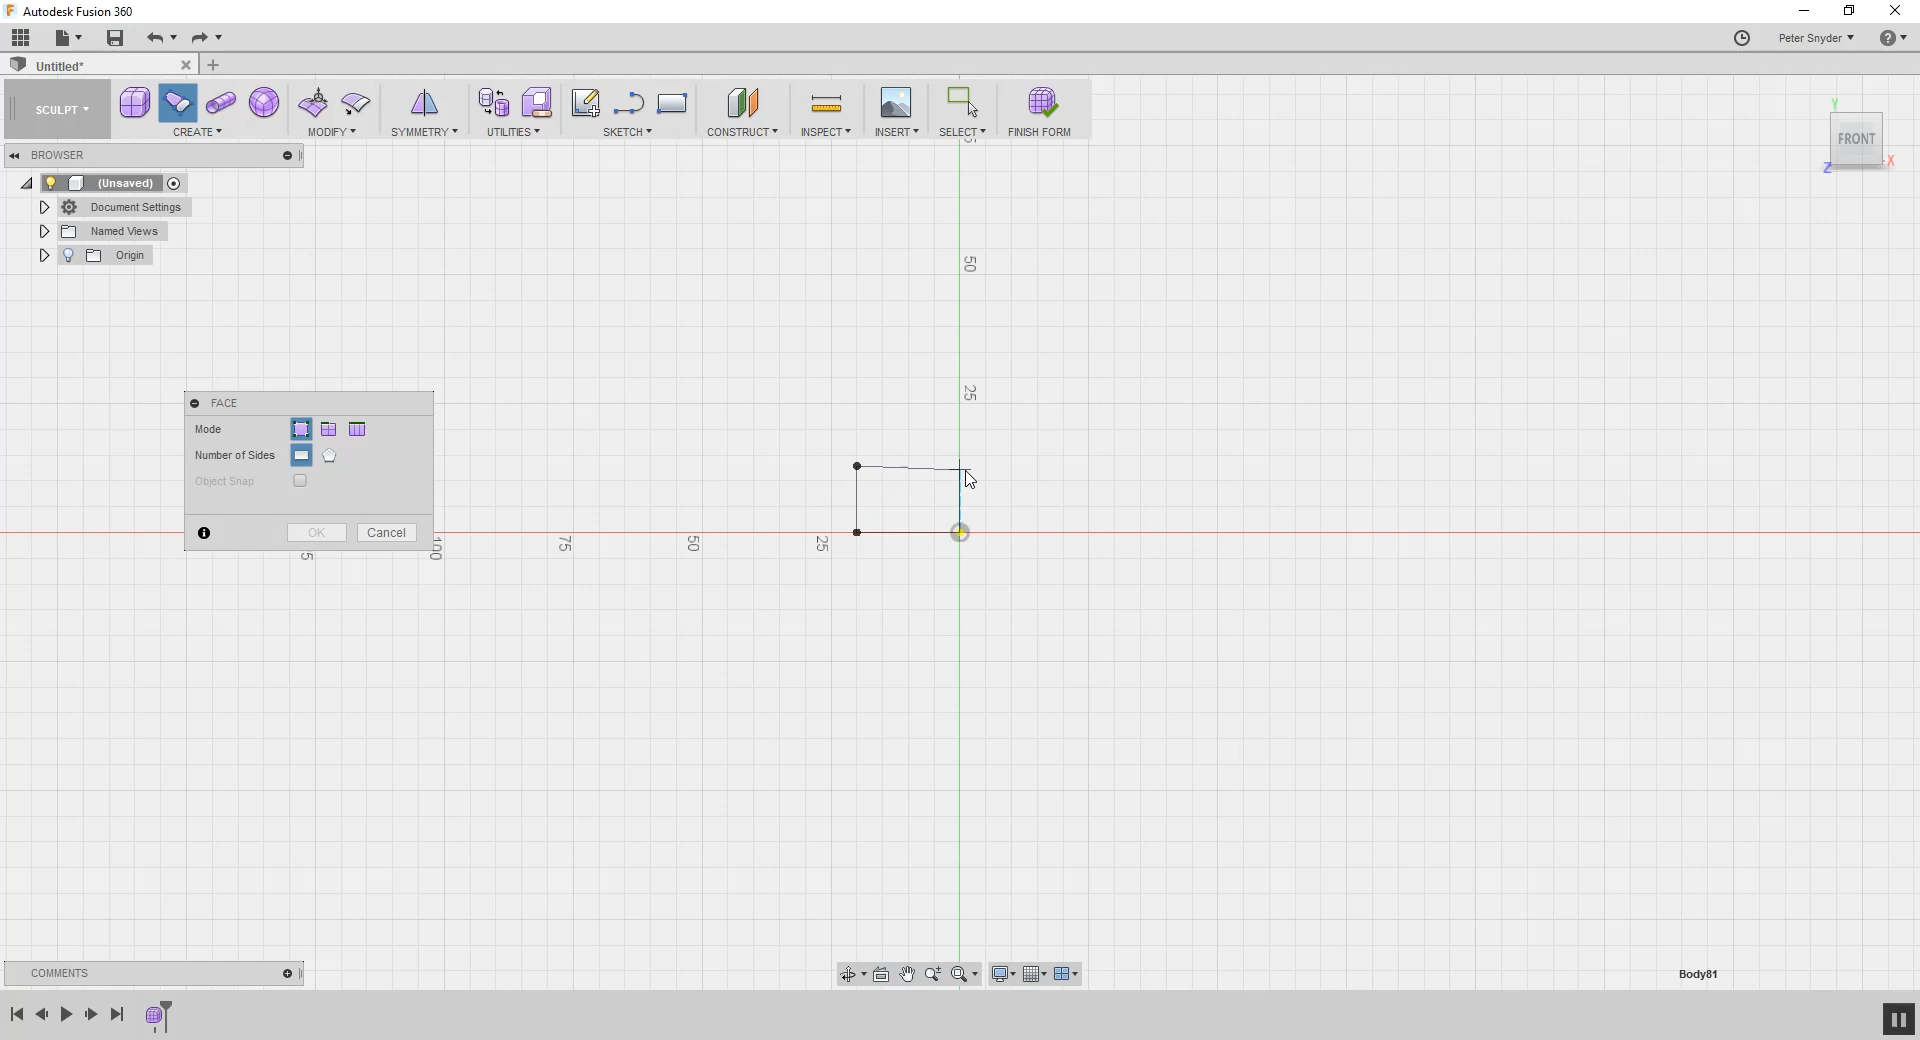 Autodesk Fusion 360
Peter Snyder
Untitled*
SCULPT
CREATE
MODIFY
SYMMETRY
UTILITIES
SKETCH
CONSTRUCT
INSPECT
INSERT
SELECT
FINISH FORM
Y
FRONT
X
Z
BROWSER
(Unsaved)
Document Settings
Named Views
Origin
50
25
FACE
Mode
Number of Sides
Object Snap
OK
Cancel
100
75
50
25
COMMENTS
Body81